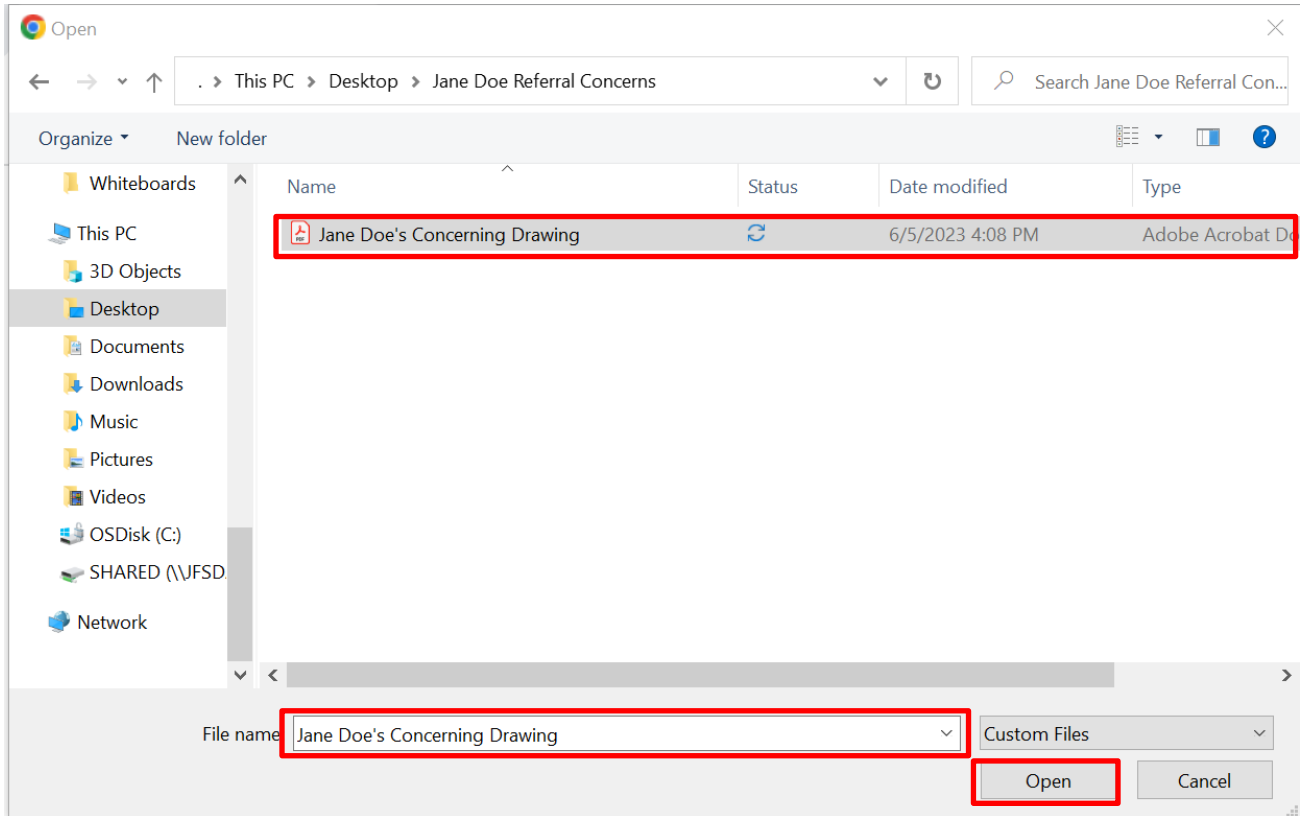 Open
. > This PC > Desktop > Jane Doe Referral Concerns
Search Jane Doe Referral Con...
Organize
New folder
?
Name
Status
Date modified
Type
Jane Doe's Concerning Drawing
6/5/2023 4:08 PM
Adobe Acrobat Do
Whiteboards
This PC
3D Objects
Desktop
Documents
Downloads
Music
Pictures
Videos
OSDisk (C:)
SHARED (\\JFSD
Network
File name
Jane Doe's Concerning Drawing
Custom Files
Open
Cancel